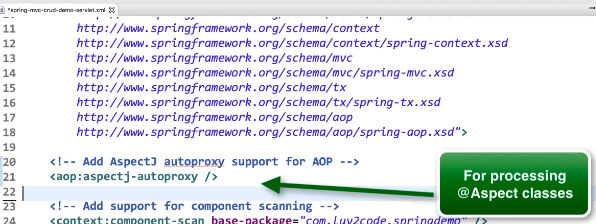 *spring-mvc-crud-demo-servlet.xml
11 http://www.springframework.org/schema/context
12 http://www.springframework.org/schema/context/spring-context.xsd
13 http://www.springframework.org/schema/mvc
14 http://www.springframework.org/schema/mvc/spring-mvc.xsd
15 http://www.springframework.org/schema/tx
16 http://www.springframework.org/schema/tx/spring-tx.xsd
17 http://www.springframework.org/schema/aop
18 http://www.springframework.org/schema/aop/spring-aop.xsd">
19
20 <!-- Add AspectJ autoproxy support for AOP -->
21 <aop:aspectj-autoproxy />
22
23 <!-- Add support for component scanning -->
24 <context:component-scan base-package="com.luv2code.springdemo" />
For processing
@Aspect classes